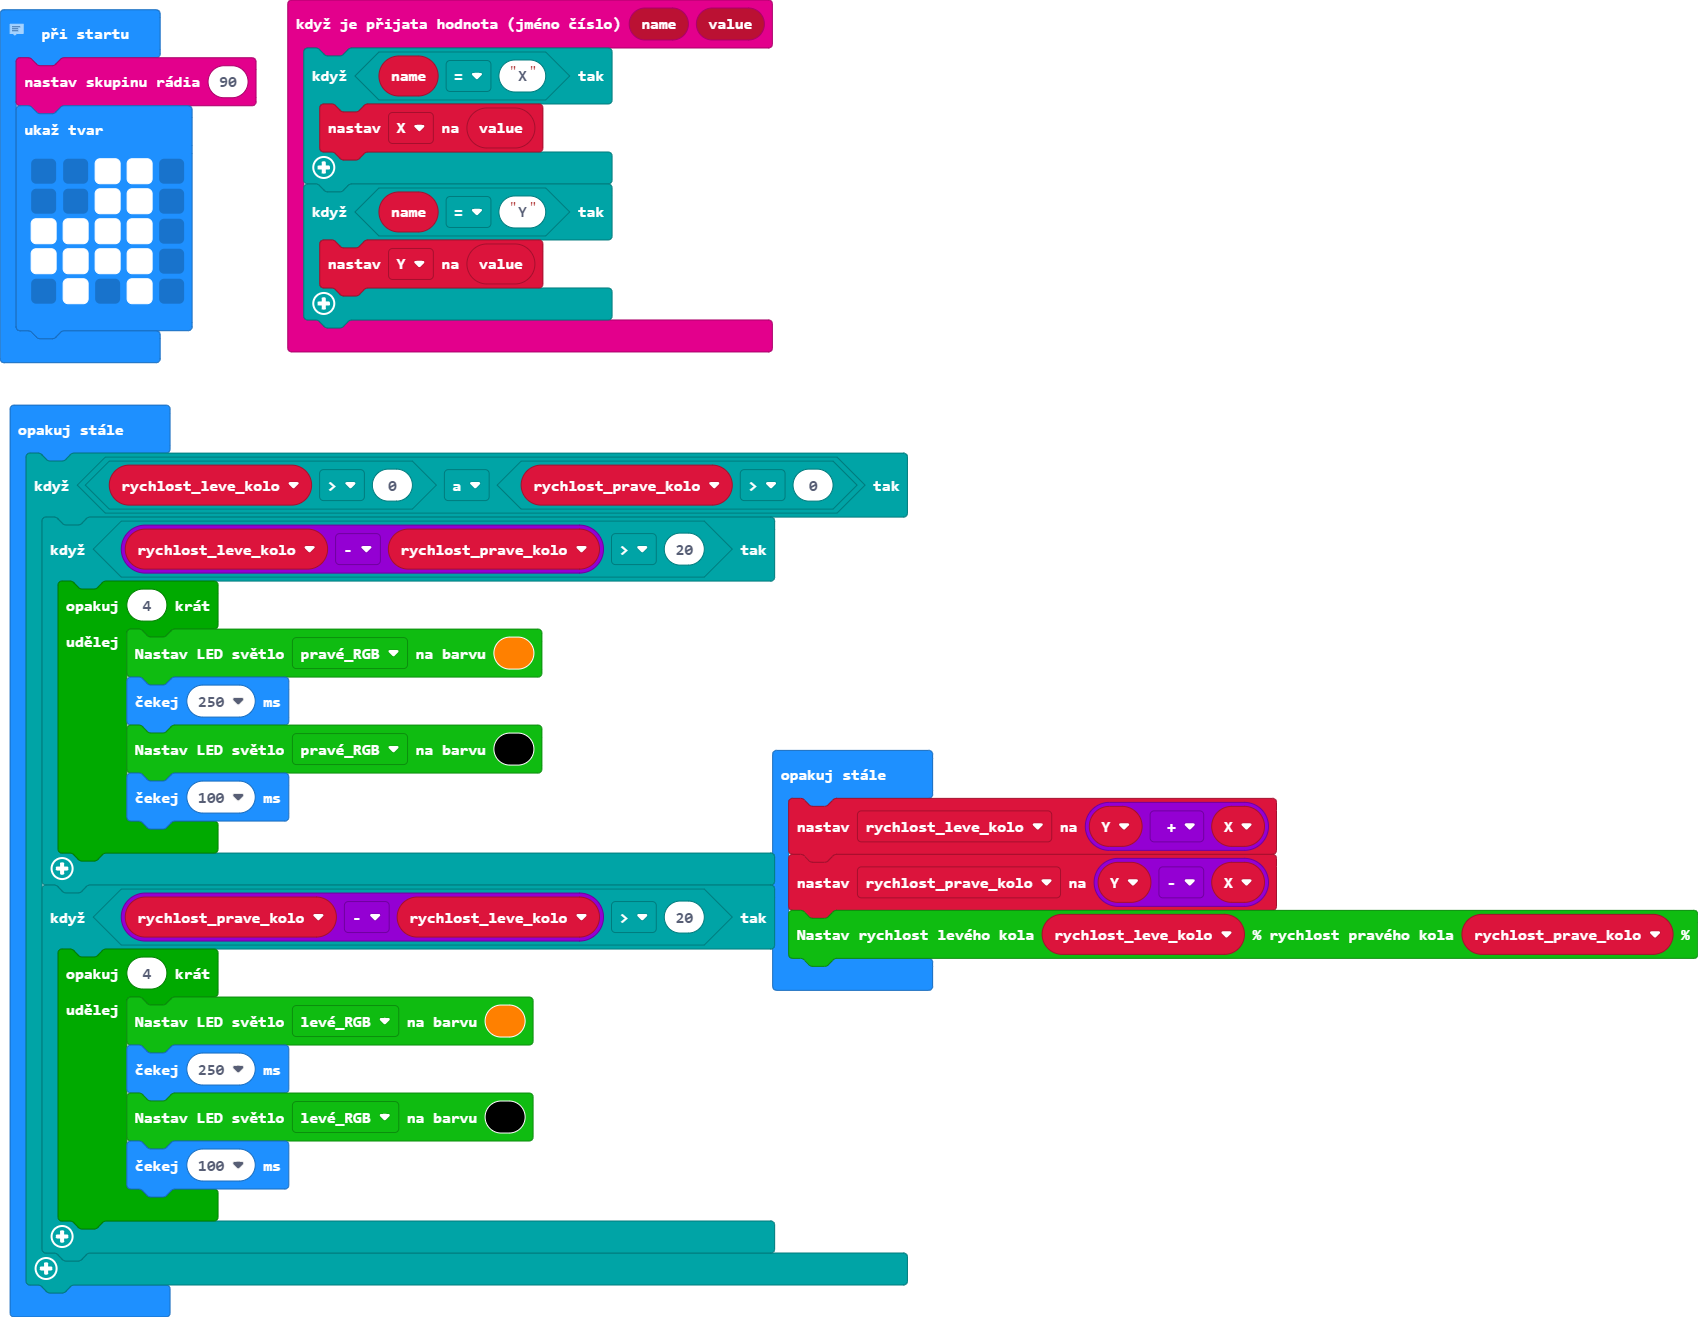 při startu
nastav skupinu rádia 90
ukaž tvar
když je přijata hodnota (jméno číslo) name value
když name = "X" tak
nastav X na value
když name = "Y" tak
nastav Y na value
opakuj stále
když rychlost_leve_kolo > 0 a rychlost_prave_kolo > 0 tak
když rychlost_leve_kolo - rychlost_prave_kolo > 20 tak
opakuj 4 krát
udělej
Nastav LED světlo pravé_RGB na barvu
čekej 250 ms
Nastav LED světlo pravé_RGB na barvu
čekej 100 ms
když rychlost_prave_kolo - rychlost_leve_kolo > 20 tak
opakuj 4 krát
udělej
Nastav LED světlo levé_RGB na barvu
čekej 250 ms
Nastav LED světlo levé_RGB na barvu
čekej 100 ms
opakuj stále
nastav rychlost_leve_kolo na Y + X
nastav rychlost_prave_kolo na Y - X
Nastav rychlost levého kola rychlost_leve_kolo % rychlost pravého kola rychlost_prave_kolo %